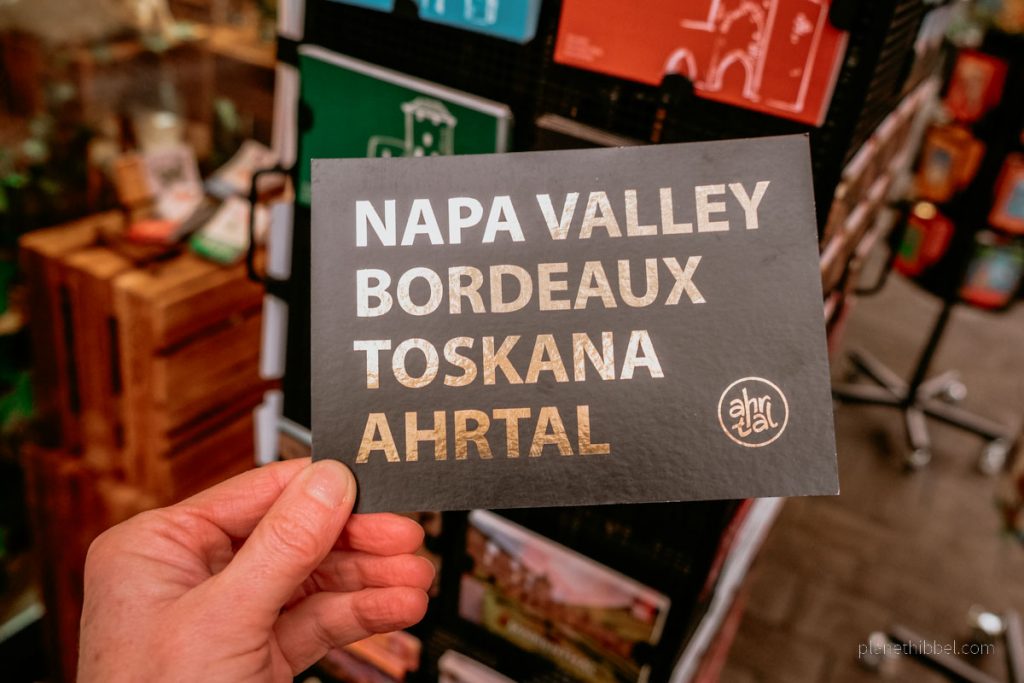 NAPA VALLEY
BORDEAUX
TOSKANA
AHRTAL
ahr
tal
planethibbel.com